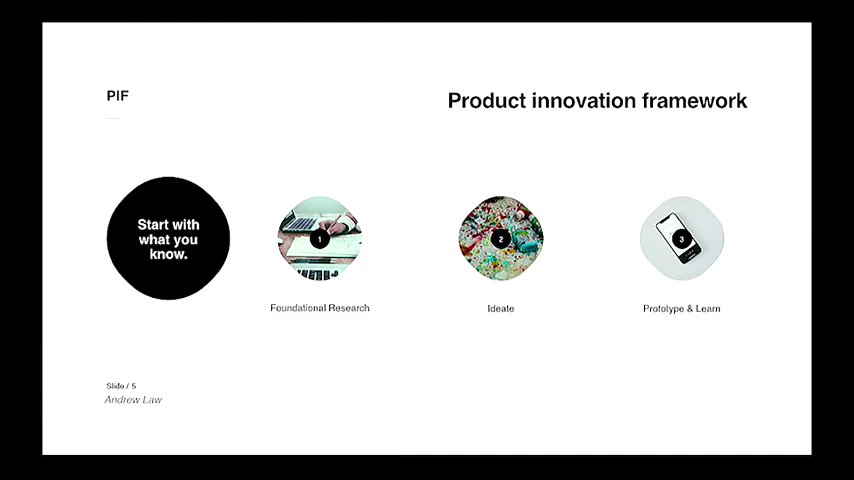 PIF
Product innovation framework
Start with
what you
know.
1
2
3
Foundational Research
Ideate
Prototype & Learn
Slide / 5
Andrew Law